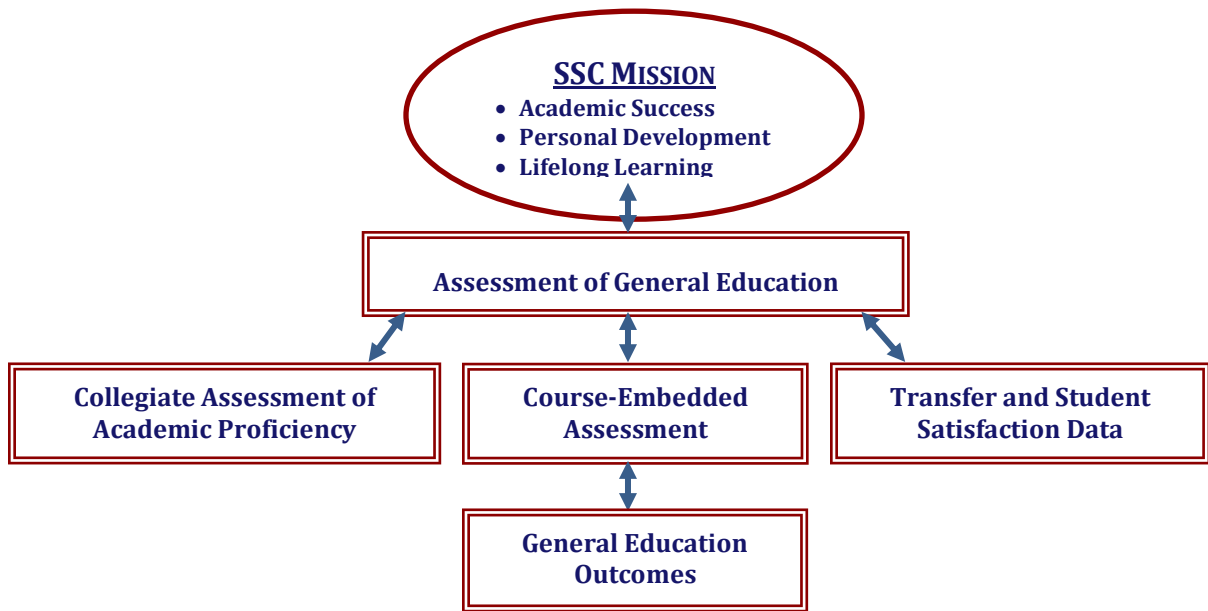 SSC MISSION
• Academic Success
• Personal Development
• Lifelong Learning
Assessment of General Education
Collegiate Assessment of
Academic Proficiency
Course-Embedded
Assessment
Transfer and Student
Satisfaction Data
General Education
Outcomes